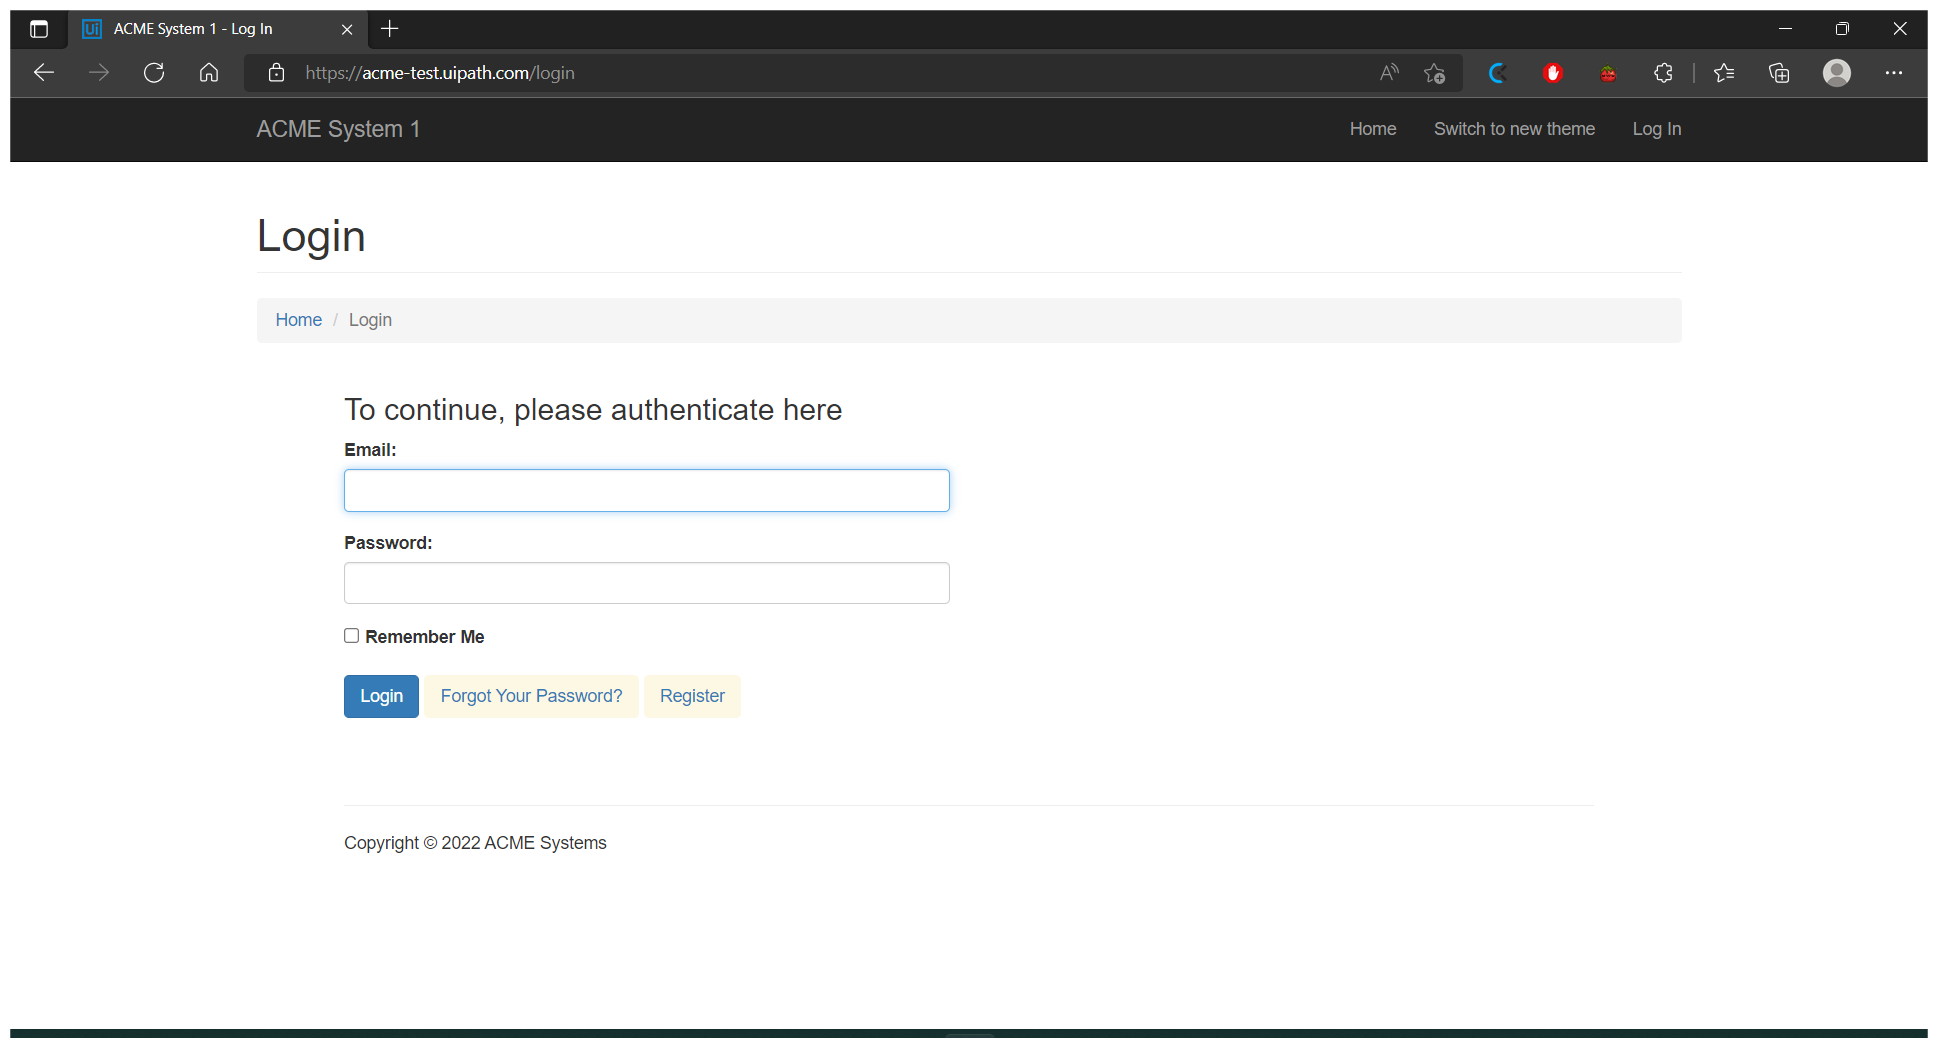 Ui ACME System 1 - Log In
https://acme-test.uipath.com/login
ACME System 1 Home Switch to new theme Log In
Login
Home / Login
To continue, please authenticate here
Email:
Password:
Remember Me
Login Forgot Your Password? Register
Copyright © 2022 ACME Systems